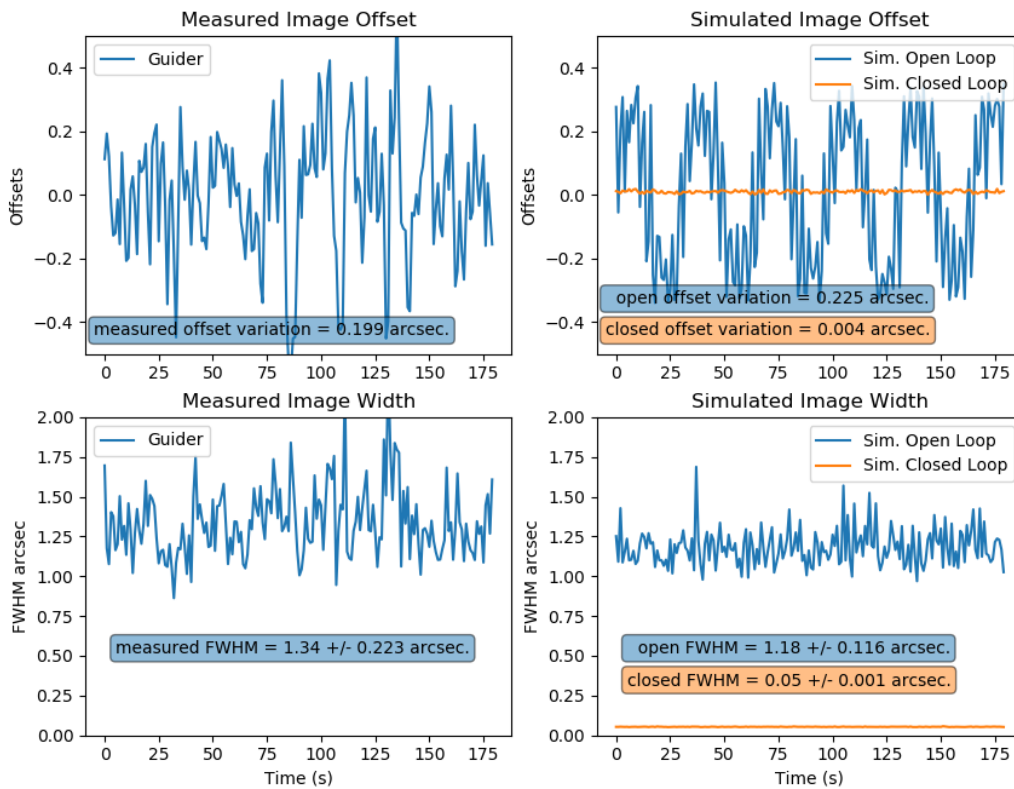 Measured Image Offset
Guider
Offsets
0.4
0.2
0.0
−0.2
−0.4
measured offset variation = 0.199 arcsec.
0 25 50 75 100 125 150 175
Simulated Image Offset
Sim. Open Loop
Sim. Closed Loop
Offsets
0.4
0.2
0.0
−0.2
−0.4
open offset variation = 0.225 arcsec.
closed offset variation = 0.004 arcsec.
0 25 50 75 100 125 150 175
Measured Image Width
Guider
FWHM arcsec
2.00
1.75
1.50
1.25
1.00
0.75
0.50
0.25
0.00
measured FWHM = 1.34 +/- 0.223 arcsec.
0 25 50 75 100 125 150 175
Time (s)
Simulated Image Width
Sim. Open Loop
Sim. Closed Loop
FWHM arcsec
2.00
1.75
1.50
1.25
1.00
0.75
0.50
0.25
0.00
open FWHM = 1.18 +/- 0.116 arcsec.
closed FWHM = 0.05 +/- 0.001 arcsec.
0 25 50 75 100 125 150 175
Time (s)